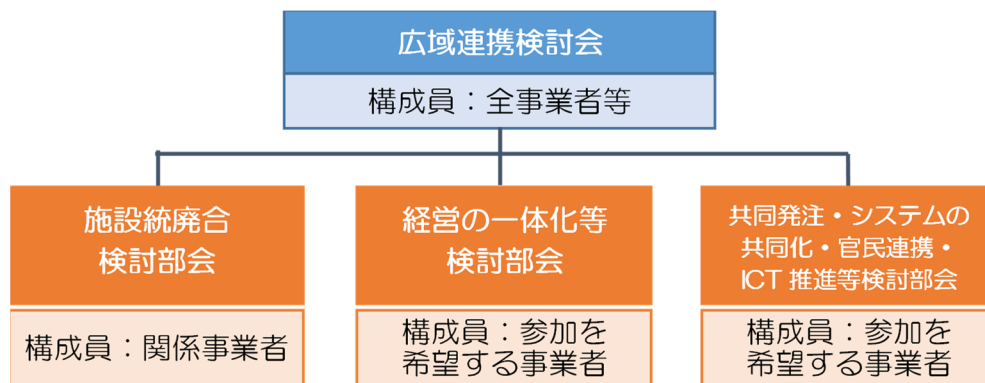 広域連携検討会
構成員：全事業者等
施設統廃合
検討部会
構成員：関係事業者
経営の一体化等
検討部会
構成員：参加を
希望する事業者
共同発注・システムの
共同化・官民連携・
ICT 推進等検討部会
構成員：参加を
希望する事業者